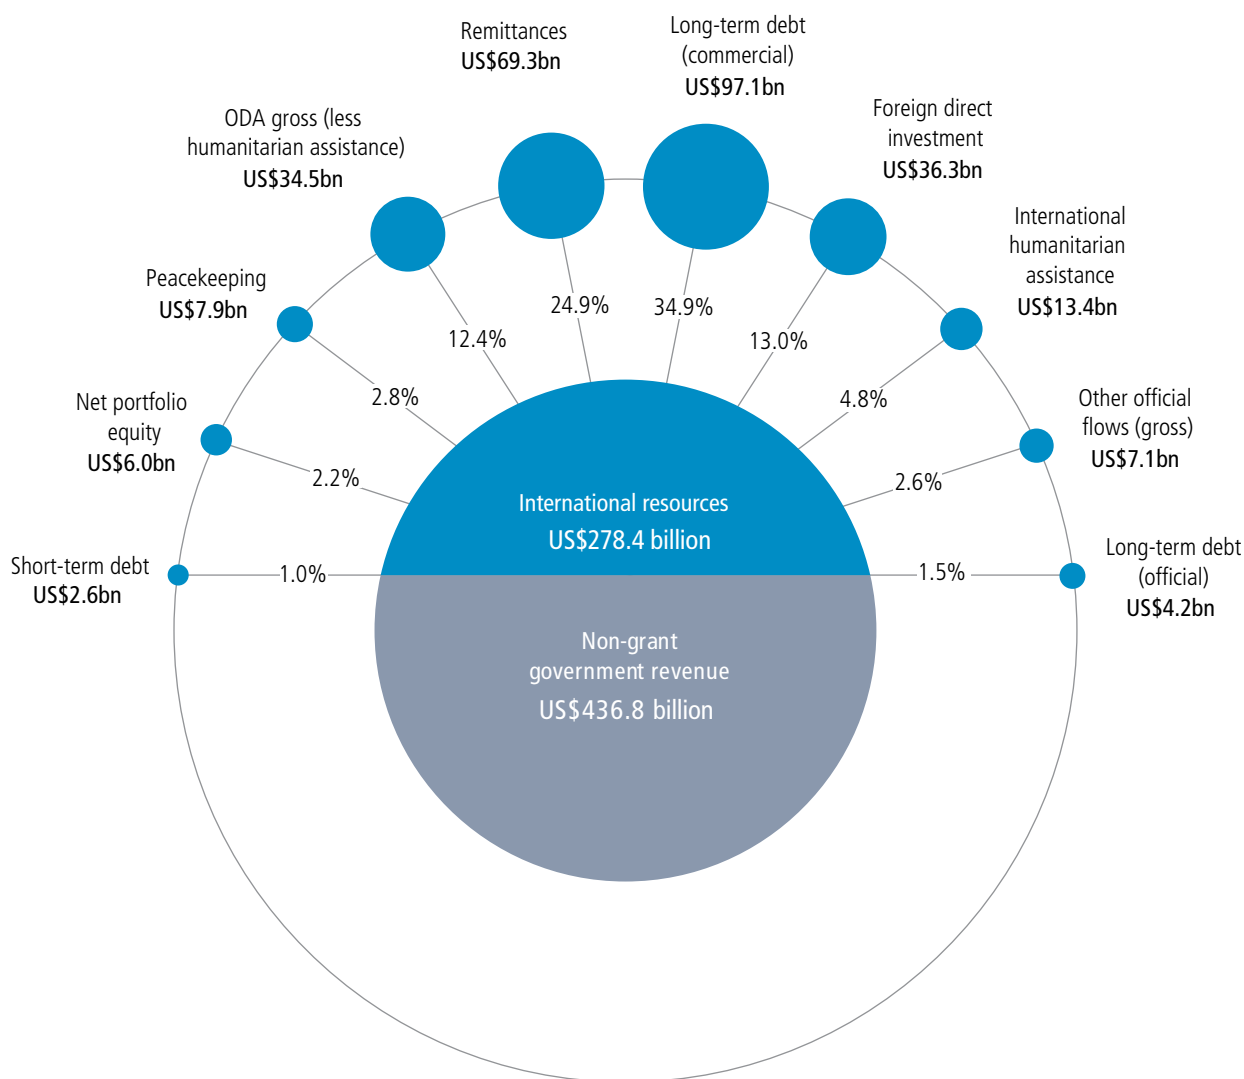 Remittances
US$69.3bn
Long-term debt
(commercial)
US$97.1bn
ODA gross (less
humanitarian assistance)
US$34.5bn
Foreign direct
investment
US$36.3bn
Peacekeeping
US$7.9bn
International
humanitarian
assistance
US$13.4bn
Net portfolio
equity
US$6.0bn
Other official
flows (gross)
US$7.1bn
Short-term debt
US$2.6bn
Long-term debt
(official)
US$4.2bn
1.0%
2.2%
2.8%
12.4%
24.9%
34.9%
13.0%
4.8%
2.6%
1.5%
International resources
US$278.4 billion
Non-grant
government revenue
US$436.8 billion